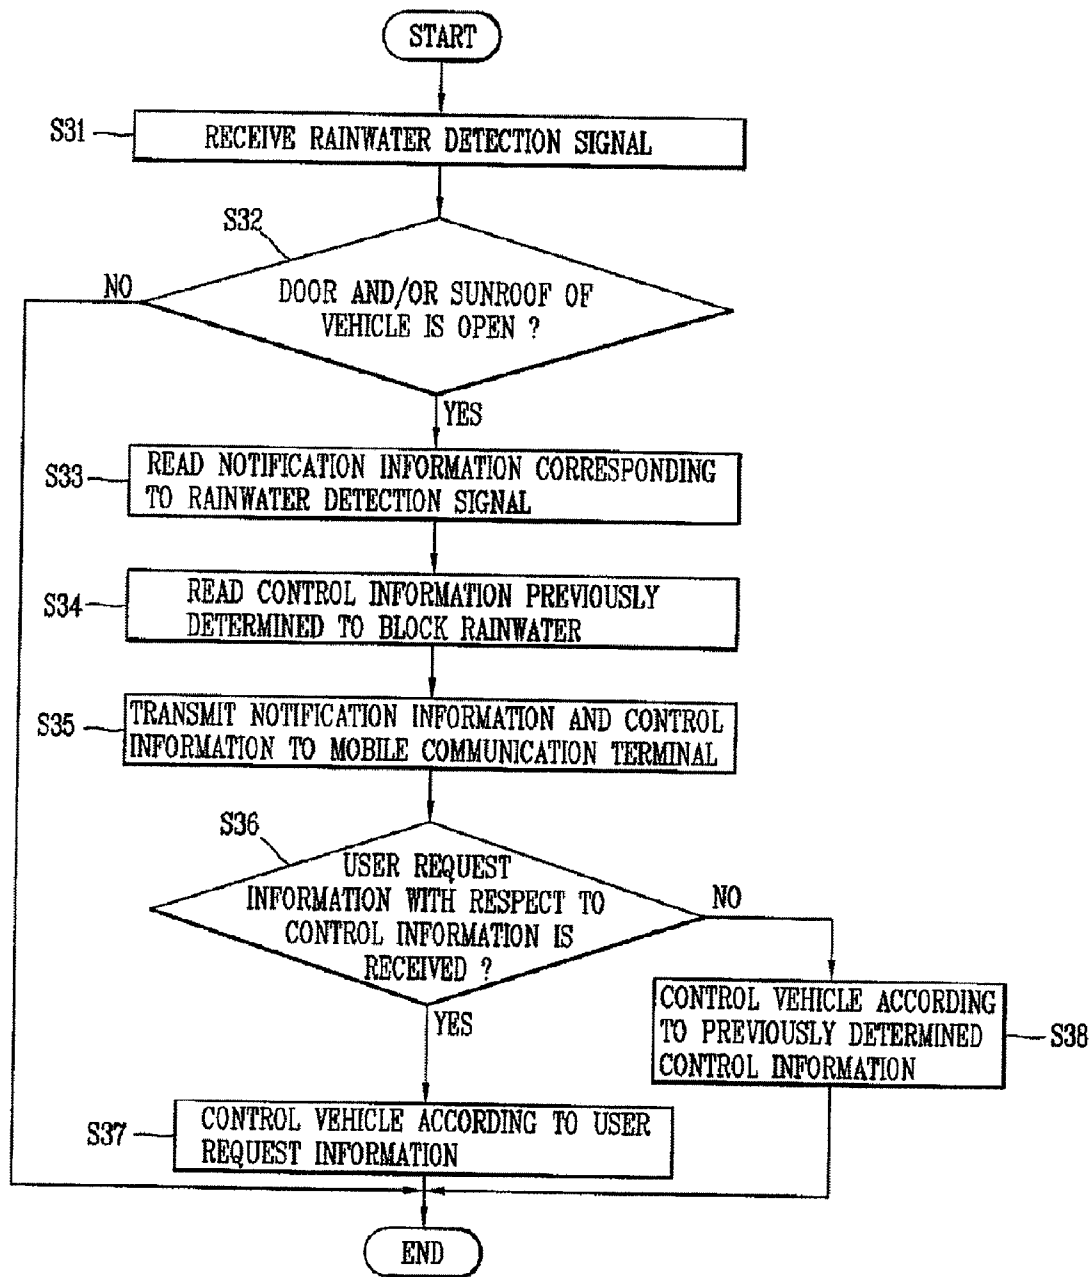 START
S31
RECEIVE RAINWATER DETECTION SIGNAL
S32
NO
DOOR AND/OR SUNROOF OF
VEHICLE IS OPEN ?
YES
S33
READ NOTIFICATION INFORMATION CORRESPONDING
TO RAINWATER DETECTION SIGNAL
S34
READ CONTROL INFORMATION PREVIOUSLY
DETERMINED TO BLOCK RAINWATER
S35
TRANSMIT NOTIFICATION INFORMATION AND CONTROL
INFORMATION TO MOBILE COMMUNICATION TERMINAL
S36
USER REQUEST
INFORMATION WITH RESPECT TO
CONTROL INFORMATION IS
RECEIVED ?
NO
YES
CONTROL VEHICLE ACCORDING
TO PREVIOUSLY DETERMINED
CONTROL INFORMATION
S38
S37
CONTROL VEHICLE ACCORDING TO USER
REQUEST INFORMATION
END